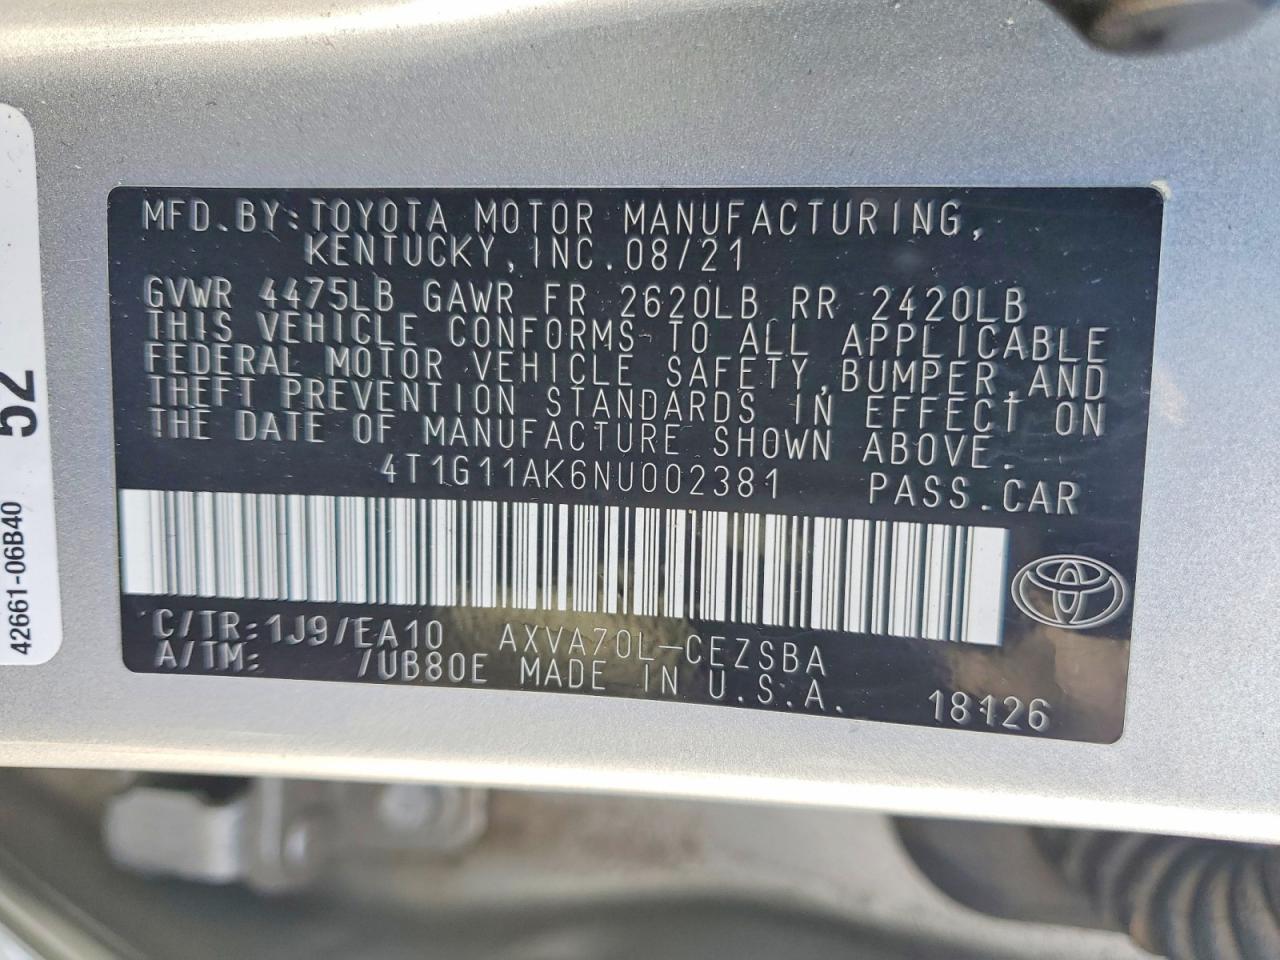 52
42661-06B40
MFD.BY:TOYOTA MOTOR MANUFACTURING,
KENTUCKY,INC.08/21
GVWR 4475LB GAWR FR 2620LB RR 2420LB
THIS VEHICLE CONFORMS TO ALL APPLICABLE
FEDERAL MOTOR VEHICLE SAFETY,BUMPER,AND
THEFT PREVENTION STANDARDS IN EFFECT ON
THE DATE OF MANUFACTURE SHOWN ABOVE.
4T1G11AK6NU002381 PASS.CAR
C/TR:1J9/EA10 AXVA70L-CEZSBA
A/TM: /UB80E MADE IN U.S.A. 18126